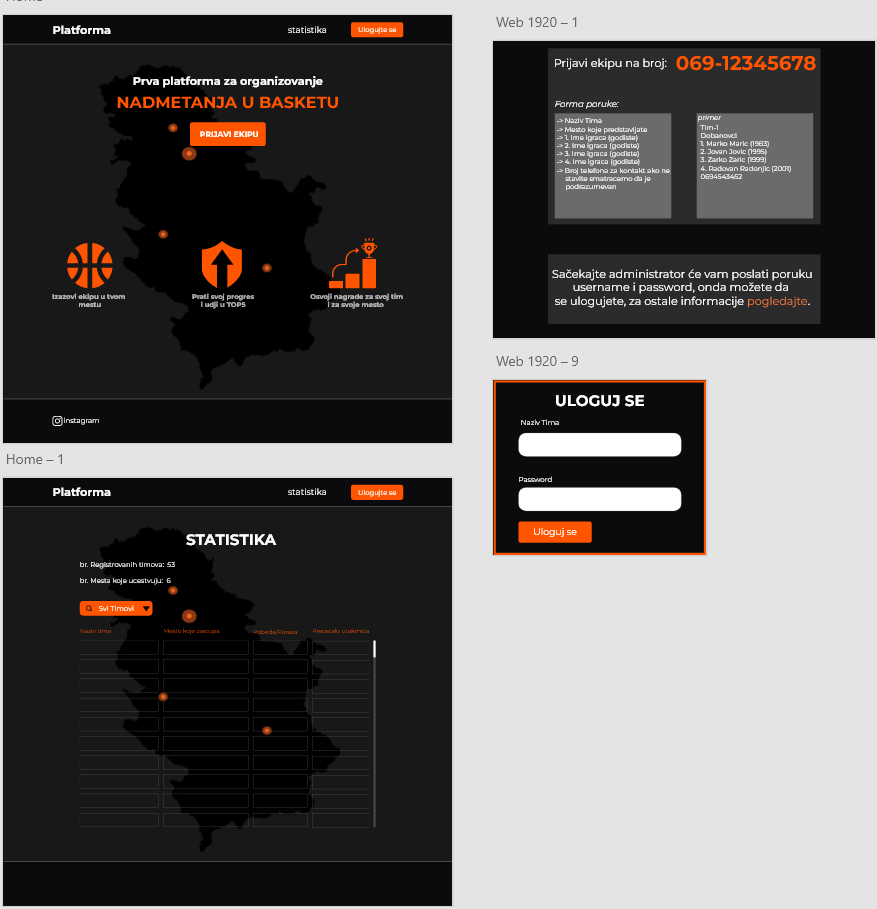 Home
Platforma
statistika
Ulogujte se
Prva platforma za organizovanje
NADMETANJA U BASKETU
PRIJAVI EKIPU
Izazovi ekipu u tvom
mestu
Prati svoj progres
i udji u TOP5
Osvoji nagrade za svoj tim
i za svoje mesto
instagram
Home – 1
Platforma
statistika
Ulogujte se
STATISTIKA
br. Registrovanih timova: 53
br. Mesta koje ucestvuju: 6
Svi Timovi
Naziv tima
Mesto koje zastupa
Pobeda/Poraza
Preostalo utakmica
Web 1920 – 1
Prijavi ekipu na broj: 069-12345678
Forma poruke:
-> Naziv Tima
-> Mesto koje predstavljate
-> 1. Ime igraca (godiste)
-> 2. Ime igraca (godiste)
-> 3. Ime igraca (godiste)
-> 4. Ime igraca (godiste)
-> Broj telefona za kontakt ako ne
stavite smatracemo da je
podrazumevan
primer
Tim-1
Dobanovci
1. Marko Maric (1983)
2. Jovan Jovic (1995)
3. Zarko Zaric (1999)
4. Radovan Radonjic (2001)
0694543452
Sačekajte administrator će vam poslati poruku
username i password, onda možete da
se ulogujete, za ostale informacije pogledajte.
Web 1920 – 9
ULOGUJ SE
Naziv Tima
Password
Uloguj se